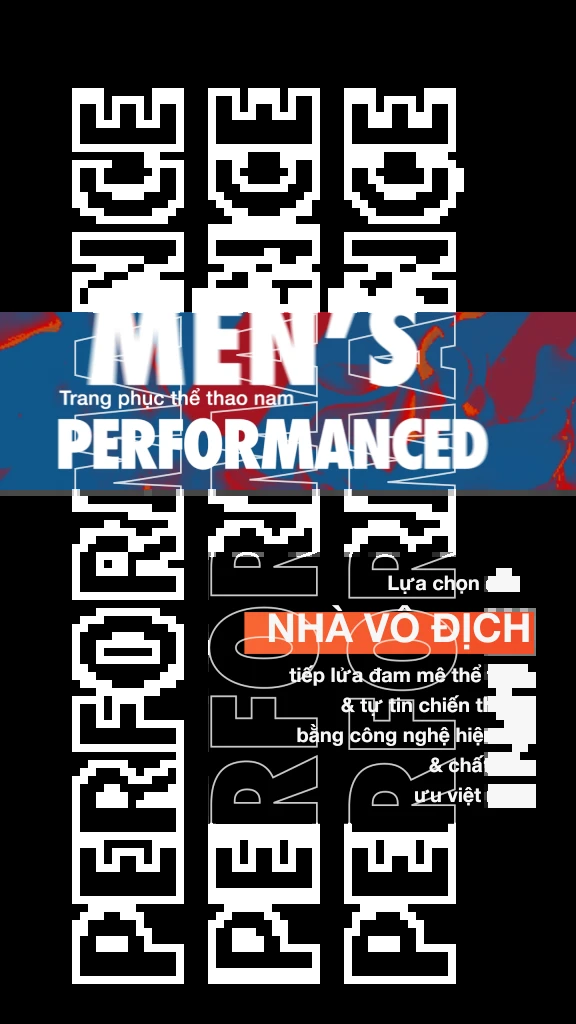 MEN'S
Trang phục thể thao nam
PERFORMANCED
Lựa chọn
NHÀ VÔ ĐỊCH
tiếp lửa đam mê thể
& tự tin chiến
bằng công nghệ
&
ưu việt
PERFORMANCE
PERFORMANCE
PERFORMANCE